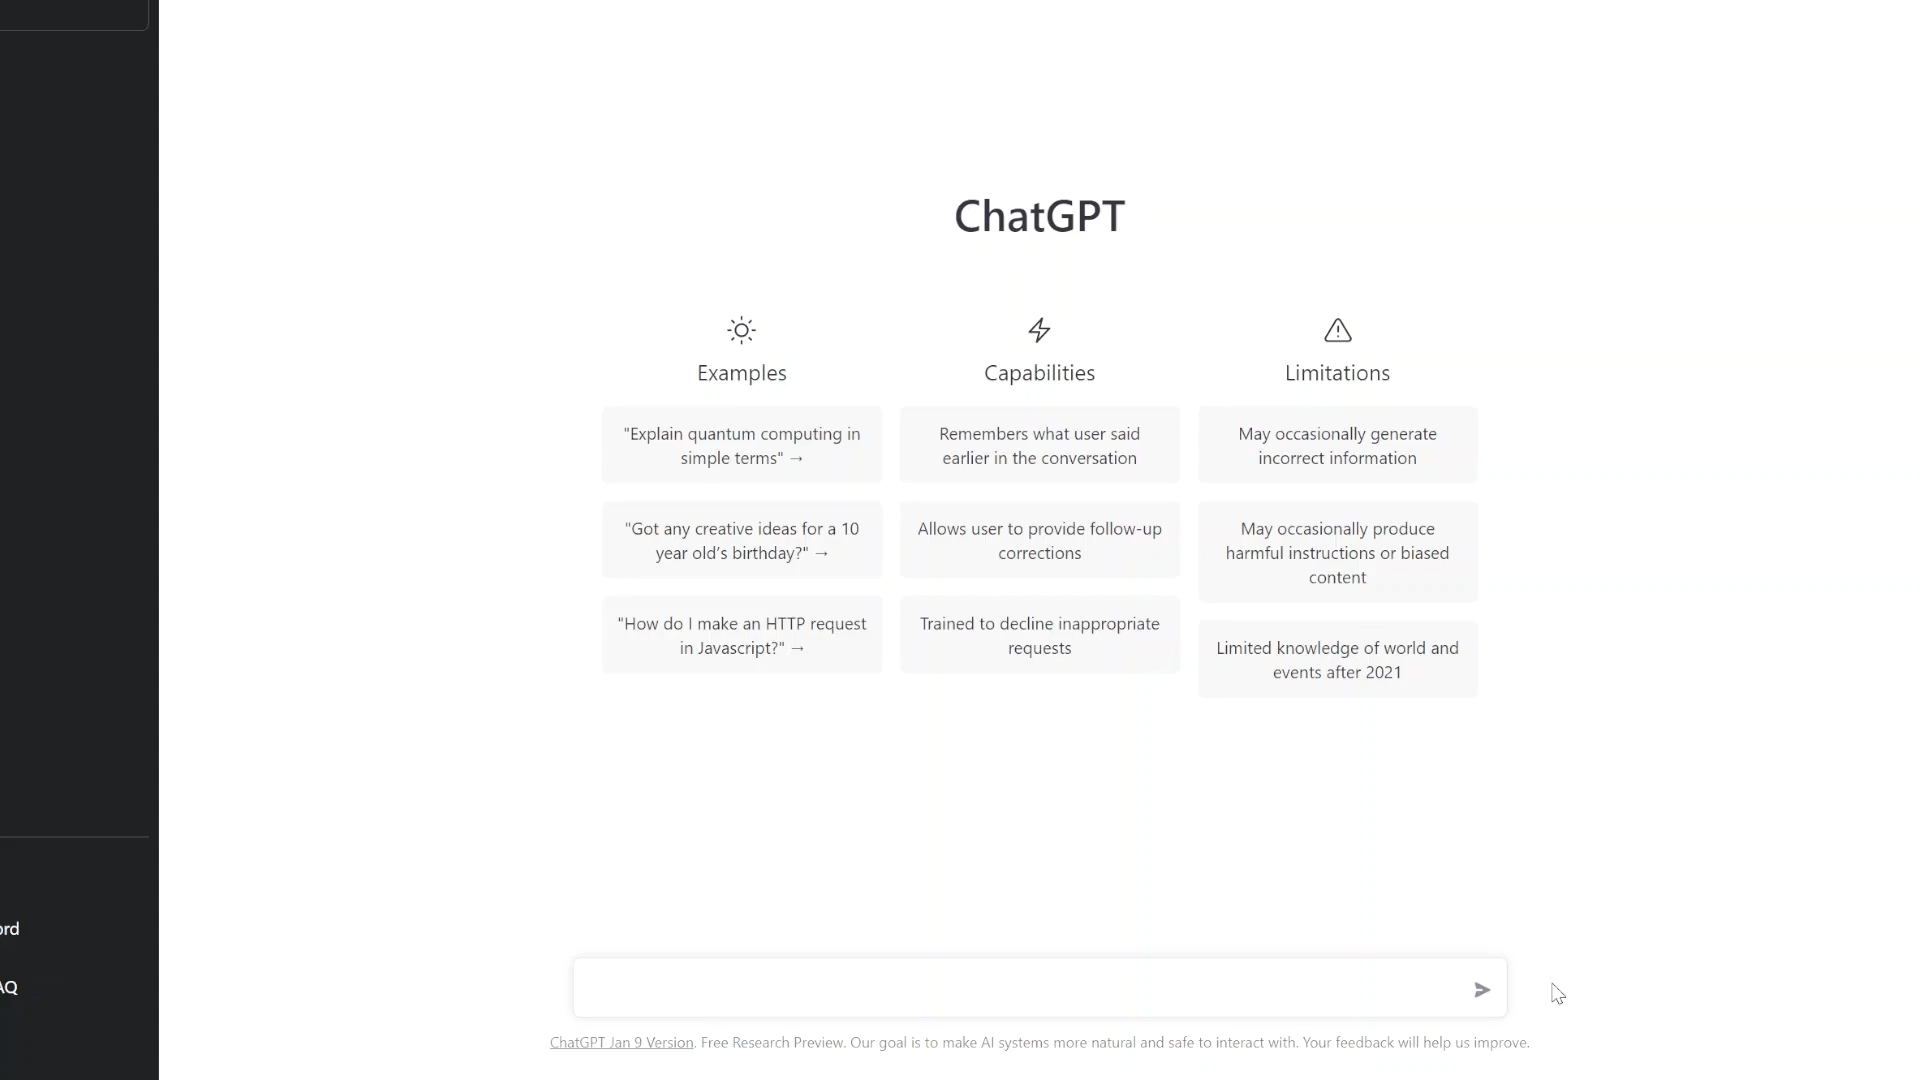 ChatGPT
Examples
"Explain quantum computing in
simple terms" →
"Got any creative ideas for a 10
year old’s birthday?" →
"How do I make an HTTP request
in Javascript?" →
Capabilities
Remembers what user said
earlier in the conversation
Allows user to provide follow-up
corrections
Trained to decline inappropriate
requests
Limitations
May occasionally generate
incorrect information
May occasionally produce
harmful instructions or biased
content
Limited knowledge of world and
events after 2021
ord
AQ
ChatGPT Jan 9 Version. Free Research Preview. Our goal is to make AI systems more natural and safe to interact with. Your feedback will help us improve.